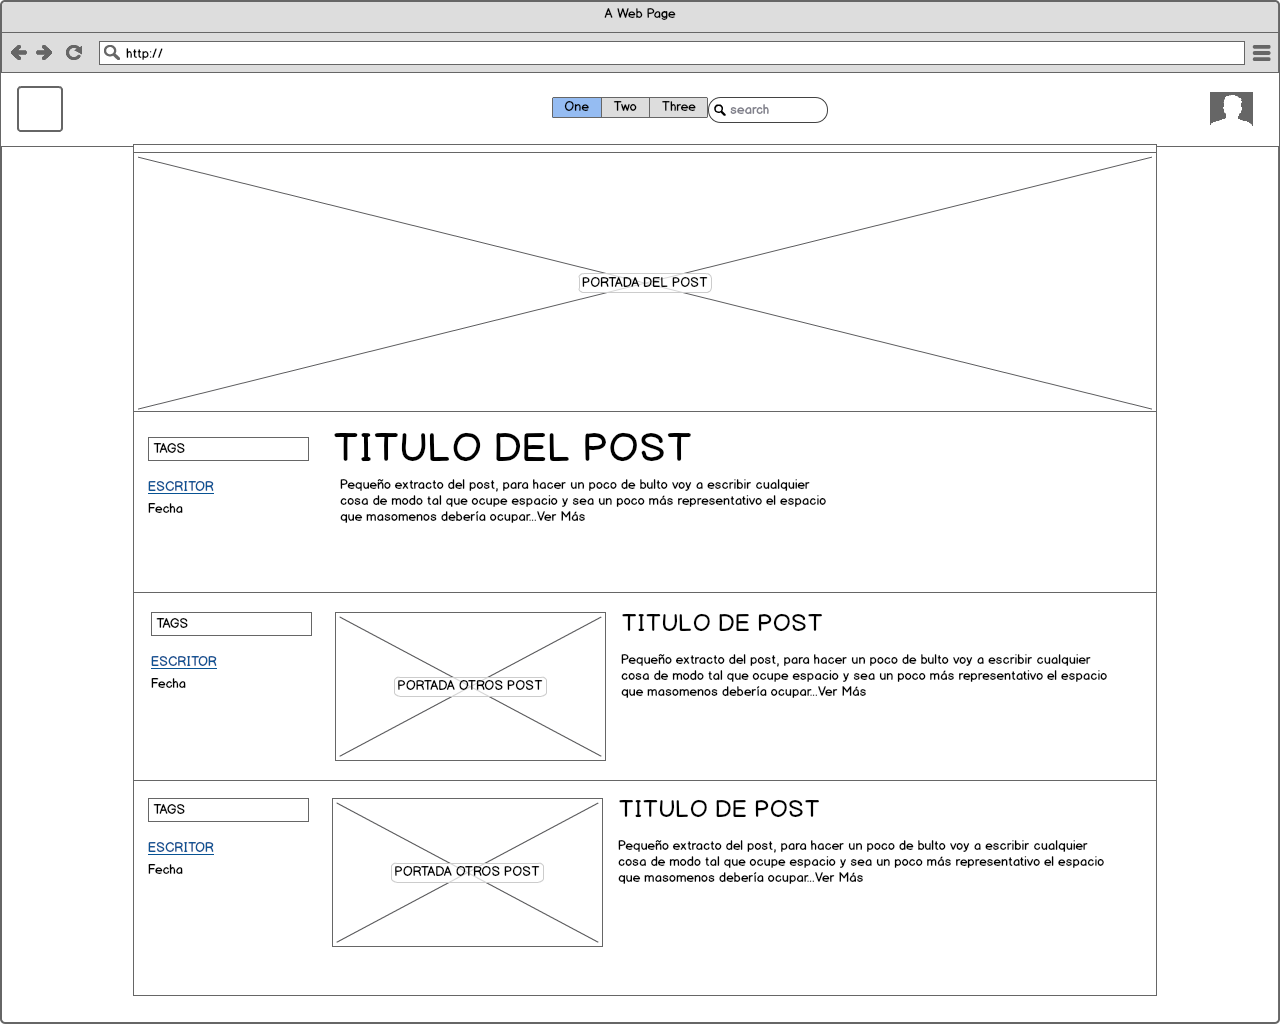 A Web Page
http://
One Two Three search
PORTADA DEL POST
TAGS
TITULO DEL POST
ESCRITOR
Fecha
Pequeño extracto del post, para hacer un poco de bulto voy a escribir cualquier
cosa de modo tal que ocupe espacio y sea un poco más representativo el espacio
que masomenos debería ocupar...Ver Más
TAGS
ESCRITOR
Fecha
PORTADA OTROS POST
TITULO DE POST
Pequeño extracto del post, para hacer un poco de bulto voy a escribir cualquier
cosa de modo tal que ocupe espacio y sea un poco más representativo el espacio
que masomenos debería ocupar...Ver Más
TAGS
ESCRITOR
Fecha
PORTADA OTROS POST
TITULO DE POST
Pequeño extracto del post, para hacer un poco de bulto voy a escribir cualquier
cosa de modo tal que ocupe espacio y sea un poco más representativo el espacio
que masomenos debería ocupar...Ver Más